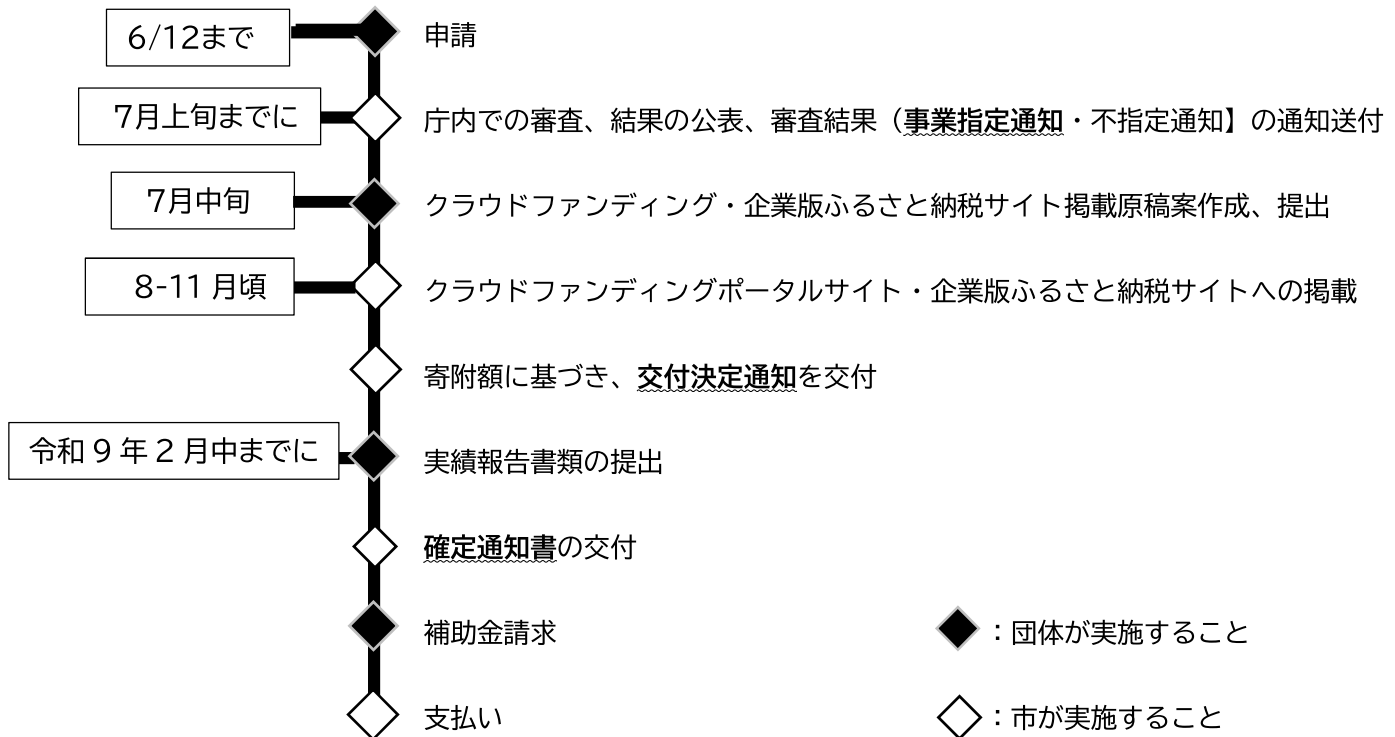 6/12まで
申請
7月上旬までに
庁内での審査、結果の公表、審査結果（事業指定通知・不指定通知】の通知送付
7月中旬
クラウドファンディング・企業版ふるさと納税サイト掲載原稿案作成、提出
8-11 月頃
クラウドファンディングポータルサイト・企業版ふるさと納税サイトへの掲載
寄附額に基づき、交付決定通知を交付
令和 9 年 2 月中までに
実績報告書類の提出
確定通知書の交付
補助金請求
：団体が実施すること
支払い
：市が実施すること